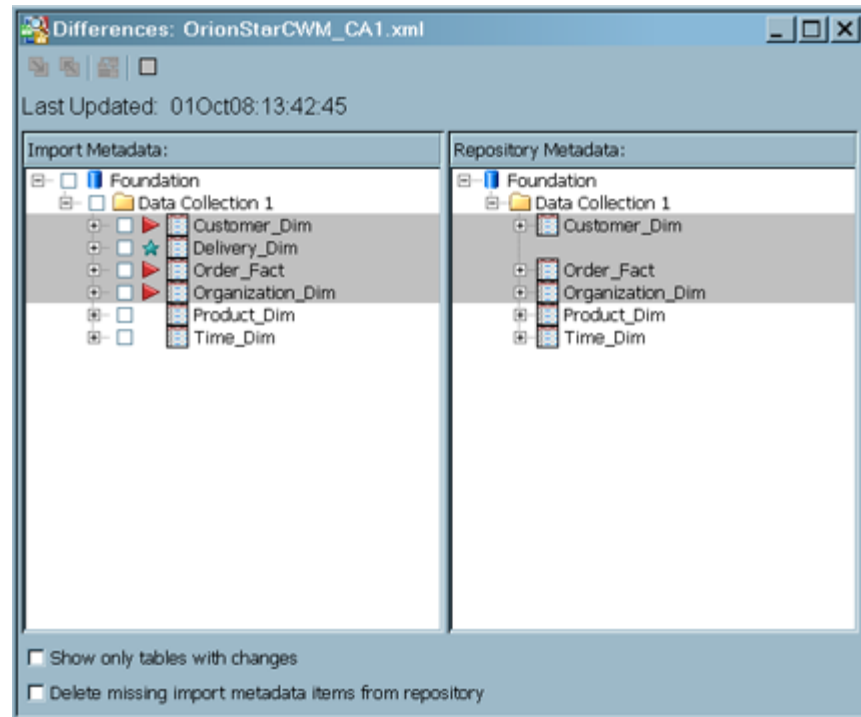 Differences: OrionStarCWM_CA1.xml
Last Updated: 01Oct08:13:42:45
Import Metadata:
Foundation
Data Collection 1
Customer_Dim
Delivery_Dim
Order_Fact
Organization_Dim
Product_Dim
Time_Dim
Repository Metadata:
Foundation
Data Collection 1
Customer_Dim
Order_Fact
Organization_Dim
Product_Dim
Time_Dim
Show only tables with changes
Delete missing import metadata items from repository